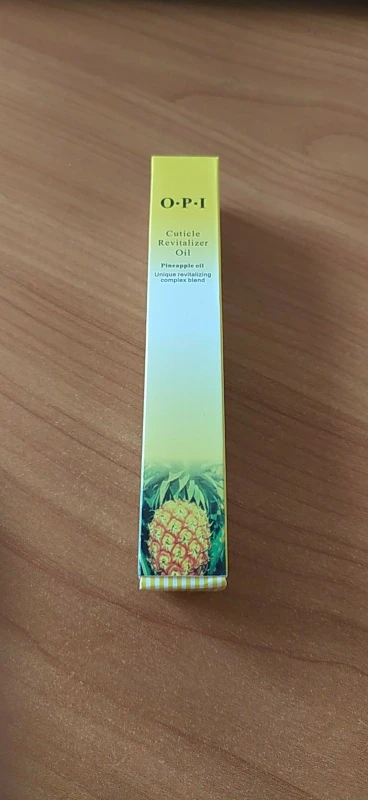 O·P·I
Cuticle
Revitalizer
Oil
Pineapple oil
Unique revitalizing
complex blend